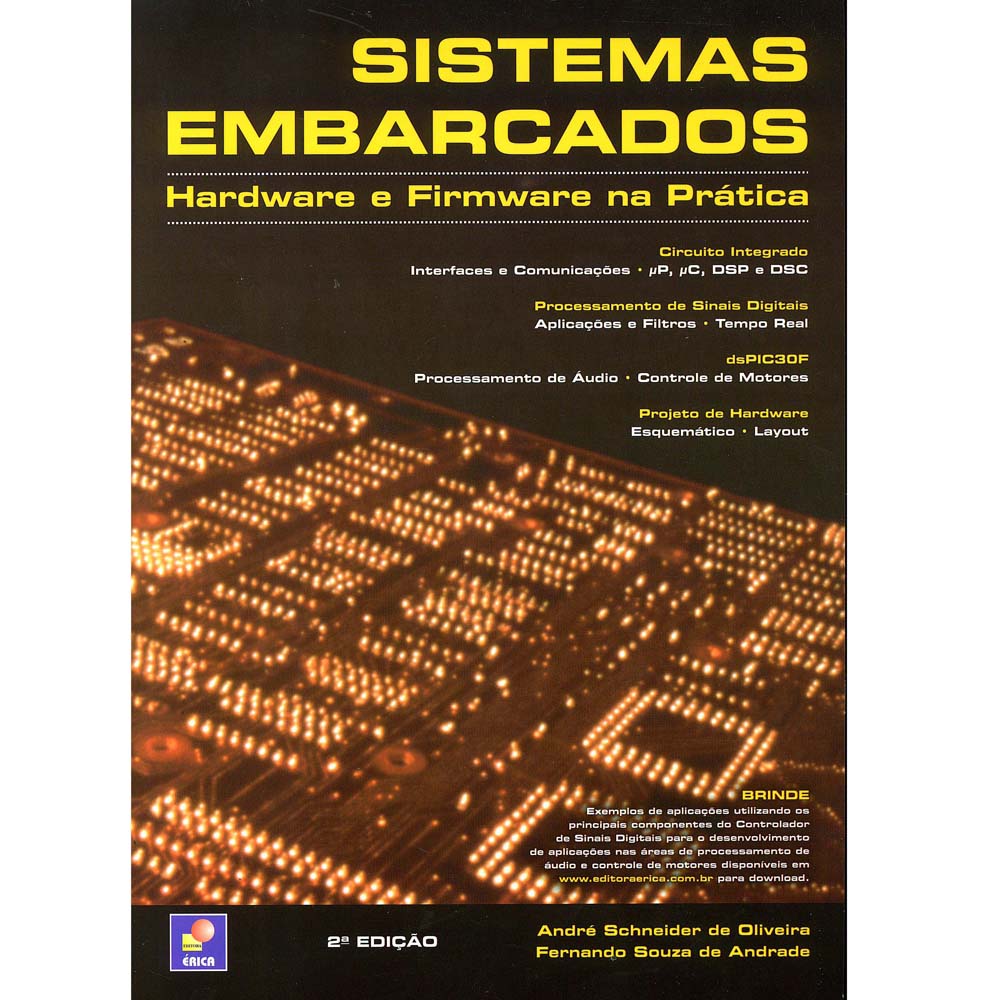 SISTEMAS
EMBARCADOS
Hardware e Firmware na Prática
Circuito Integrado
Interfaces e Comunicações • µP, µC, DSP e DSC
Processamento de Sinais Digitais
Aplicações e Filtros • Tempo Real
dsPIC30F
Processamento de Áudio • Controle de Motores
Projeto de Hardware
Esquemático • Layout
BRINDE
Exemplos de aplicações utilizando os
principais componentes do Controlador
de Sinais Digitais para o desenvolvimento
de aplicações nas áreas de processamento de
áudio e controle de motores disponíveis em
www.editoraerica.com.br para download.
EDITORA
ÉRICA
2ª EDIÇÃO
André Schneider de Oliveira
Fernando Souza de Andrade